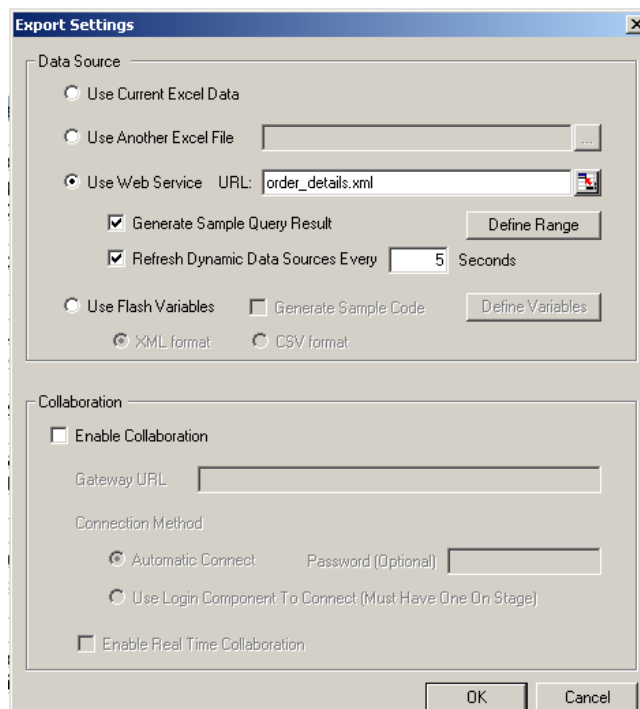 Export Settings
Data Source
Use Current Excel Data
Use Another Excel File ...
Use Web Service URL: order_details.xml
Generate Sample Query Result Define Range
Refresh Dynamic Data Sources Every 5 Seconds
Use Flash Variables Generate Sample Code Define Variables
XML format CSV format
Collaboration
Enable Collaboration
Gateway URL
Connection Method
Automatic Connect Password (Optional)
Use Login Component To Connect (Must Have One On Stage)
Enable Real Time Collaboration
OK Cancel